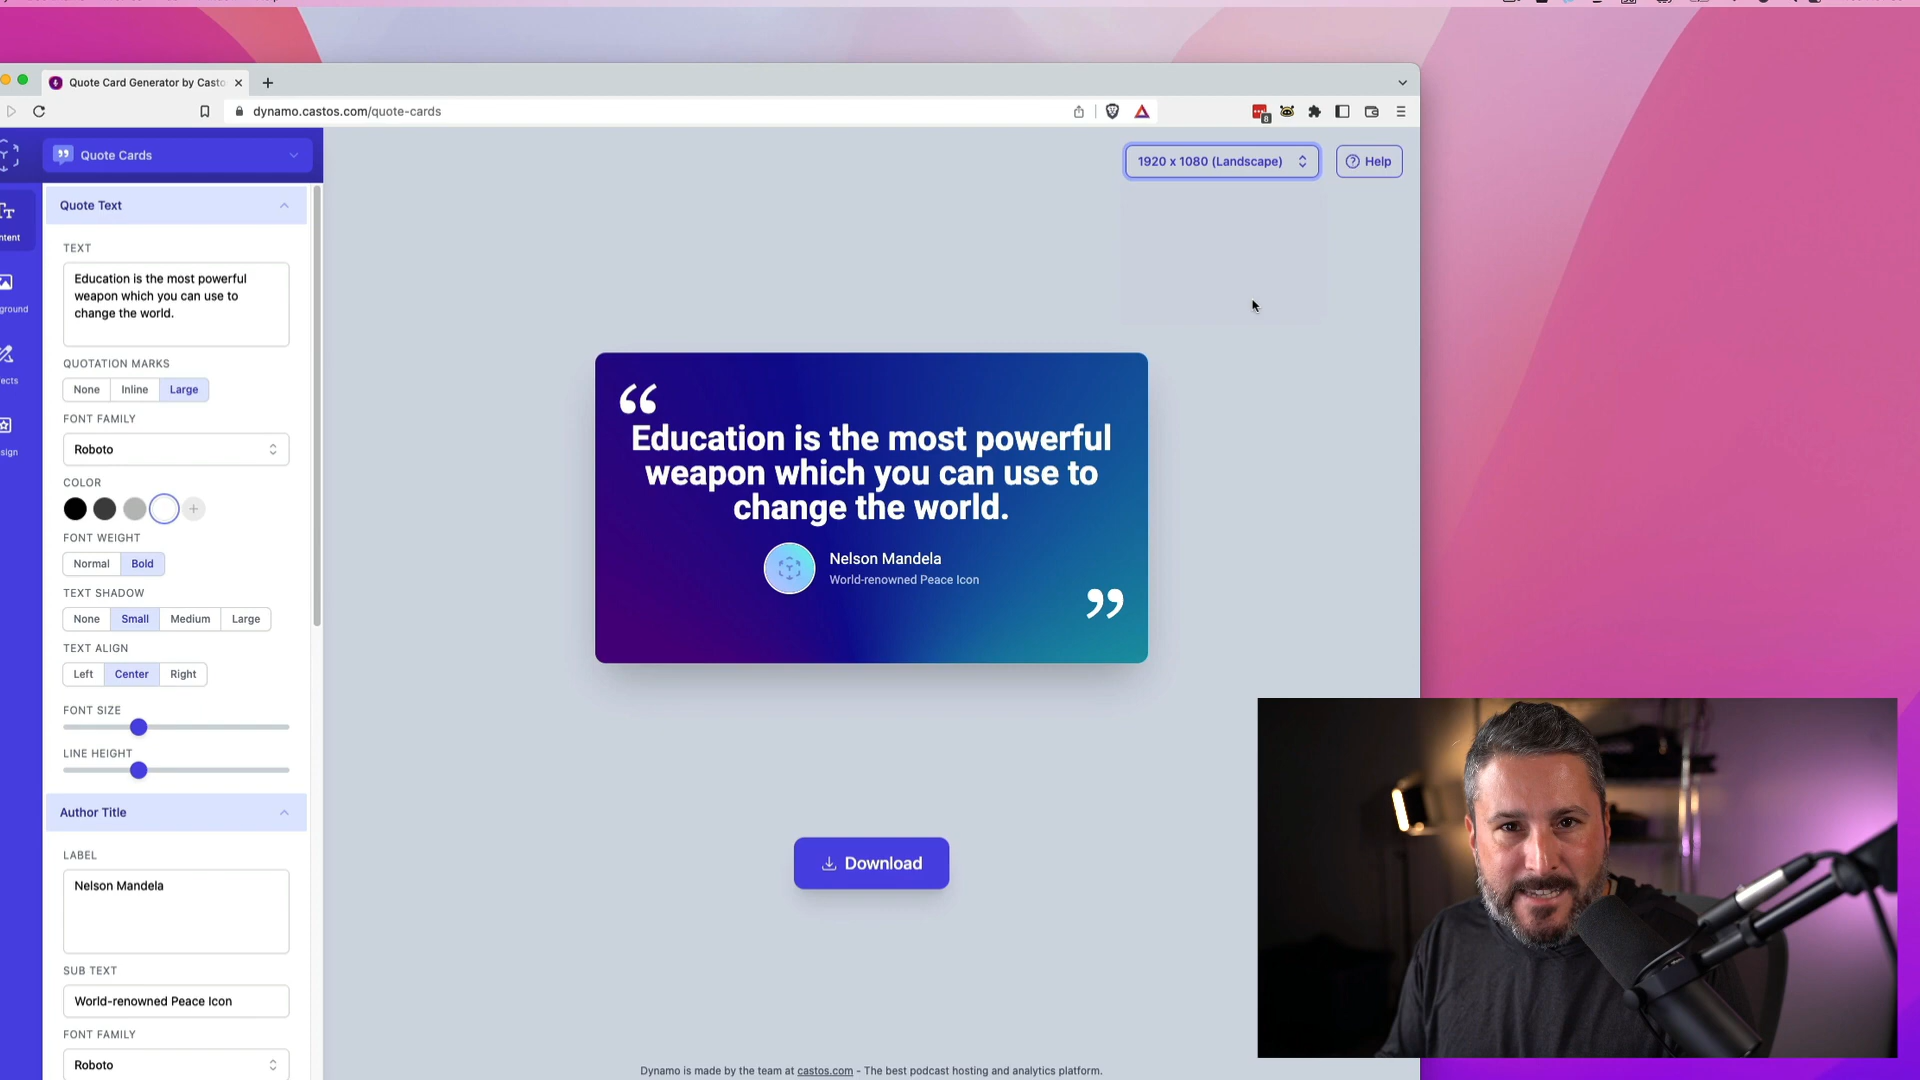 Quote Card Generator by Casto
dynamo.castos.com/quote-cards
8
Quote Cards
1920 x 1080 (Landscape)
Help
Quote Text
TEXT
Education is the most powerful
weapon which you can use to
change the world.
QUOTATION MARKS
None
Inline
Large
FONT FAMILY
Roboto
COLOR
FONT WEIGHT
Normal
Bold
TEXT SHADOW
None
Small
Medium
Large
TEXT ALIGN
Left
Center
Right
FONT SIZE
LINE HEIGHT
Author Title
LABEL
Nelson Mandela
SUB TEXT
World-renowned Peace Icon
FONT FAMILY
Roboto
ntent
ground
ects
sign
“
Education is the most powerful
weapon which you can use to
change the world.
Nelson Mandela
World-renowned Peace Icon
”
Download
Dynamo is made by the team at castos.com - The best podcast hosting and analytics platform.